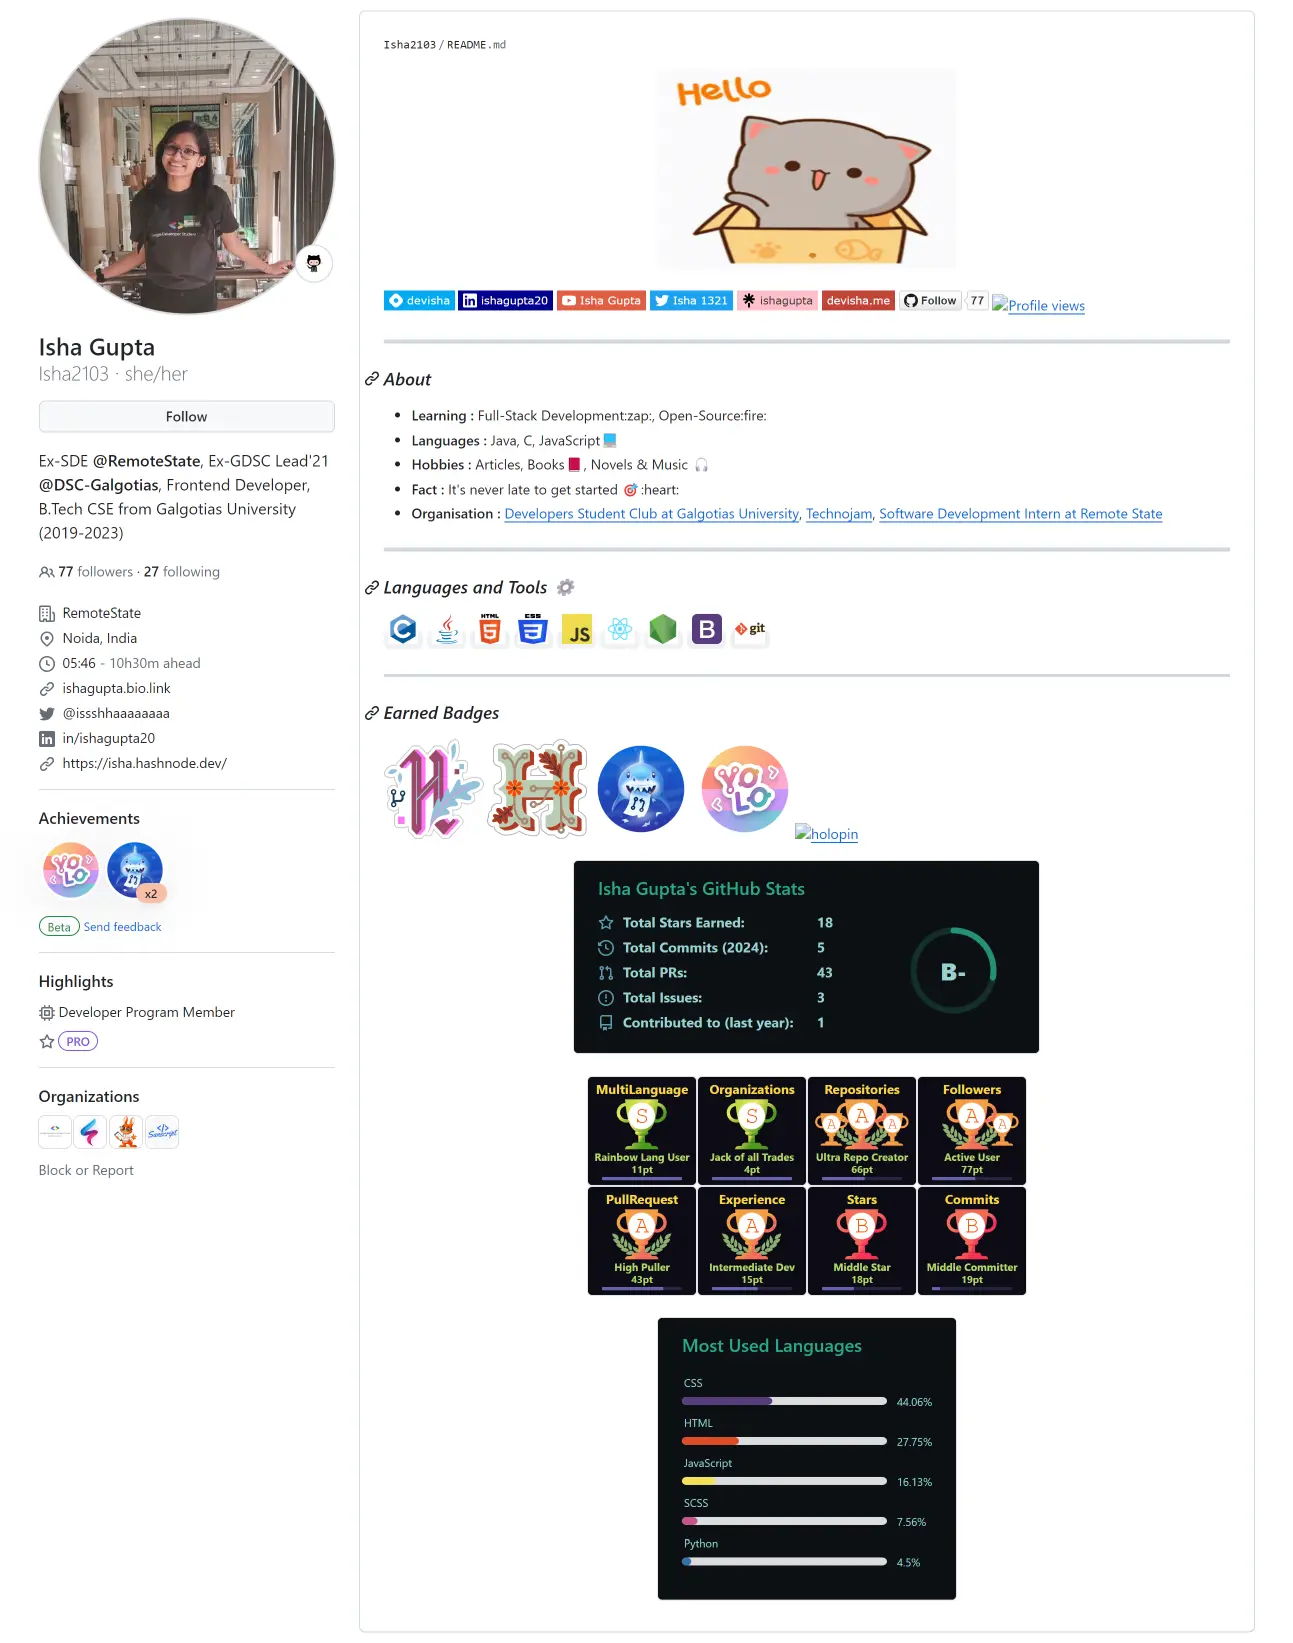 Isha Gupta
Isha2103 · she/her
Follow
Ex-SDE @RemoteState, Ex-GDSC Lead'21
@DSC-Galgotias, Frontend Developer,
B.Tech CSE from Galgotias University
(2019-2023)
77 followers · 27 following
RemoteState
Noida, India
05:46 - 10h30m ahead
ishagupta.bio.link
@issshhaaaaaaaa
in/ishagupta20
https://isha.hashnode.dev/
Achievements
YOLO
x2
Beta Send feedback
Highlights
Developer Program Member
PRO
Organizations
Block or Report
Isha2103 / README.md
Hello
devisha ishagupta20 Isha Gupta Isha 1321 ishagupta devisha.me Follow 77 Profile views
About
Learning : Full-Stack Development:zap:, Open-Source:fire:
Languages : Java, C, JavaScript
Hobbies : Articles, Books , Novels & Music
Fact : It's never late to get started :heart:
Organisation : Developers Student Club at Galgotias University, Technojam, Software Development Intern at Remote State
Languages and Tools
C HTML 5 CSS 3 JS B git
Earned Badges
H H YOLO
holopin
Isha Gupta's GitHub Stats
Total Stars Earned: 18
Total Commits (2024): 5
Total PRs: 43
Total Issues: 3
Contributed to (last year): 1
B-
MultiLanguage Organizations Repositories Followers
S S A A A A A
Rainbow Lang User Jack of all Trades Ultra Repo Creator Active User
11pt 4pt 66pt 77pt
PullRequest Experience Stars Commits
A A B B
High Puller Intermediate Dev Middle Star Middle Committer
43pt 15pt 18pt 19pt
Most Used Languages
CSS
44.06%
HTML
27.75%
JavaScript
16.13%
SCSS
7.56%
Python
4.5%